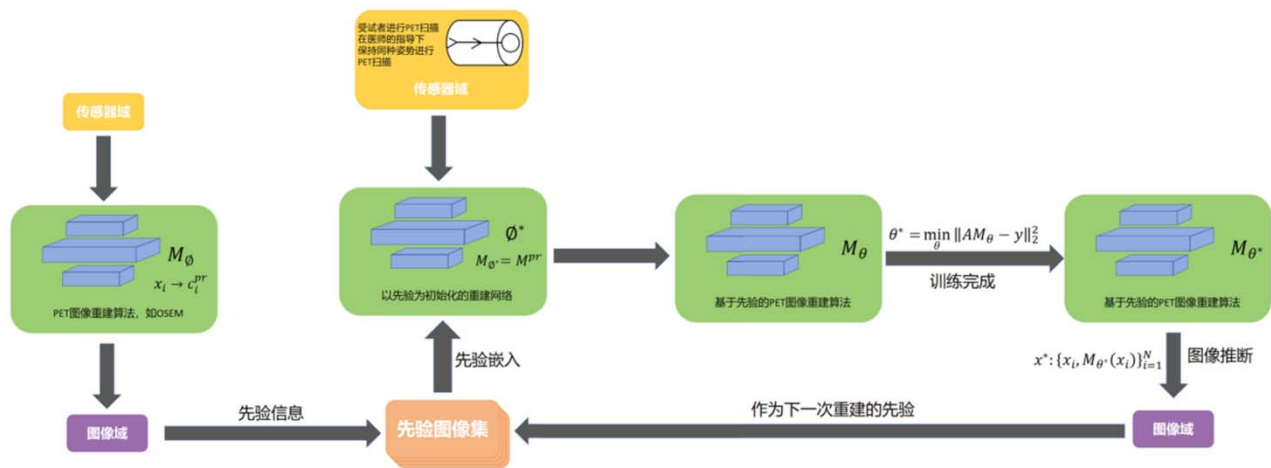 受试者进行PET扫描
在医师的指导下
保持同种姿势进行
PET扫描
传感器域
传感器域
M_∅
x_i → c_i^{pr}
PET图像重建算法，如OSEM
∅*
M_{∅*} = M^{pr}
以先验为初始化的重建网络
M_θ
基于先验的PET图像重建算法
θ* = min_θ ‖AM_θ − y‖_2^2
训练完成
M_{θ*}
基于先验的PET图像重建算法
先验嵌入
x*: {x_i, M_{θ*}(x_i)}_{i=1}^N
图像推断
图像域
先验信息
先验图像集
作为下一次重建的先验
图像域